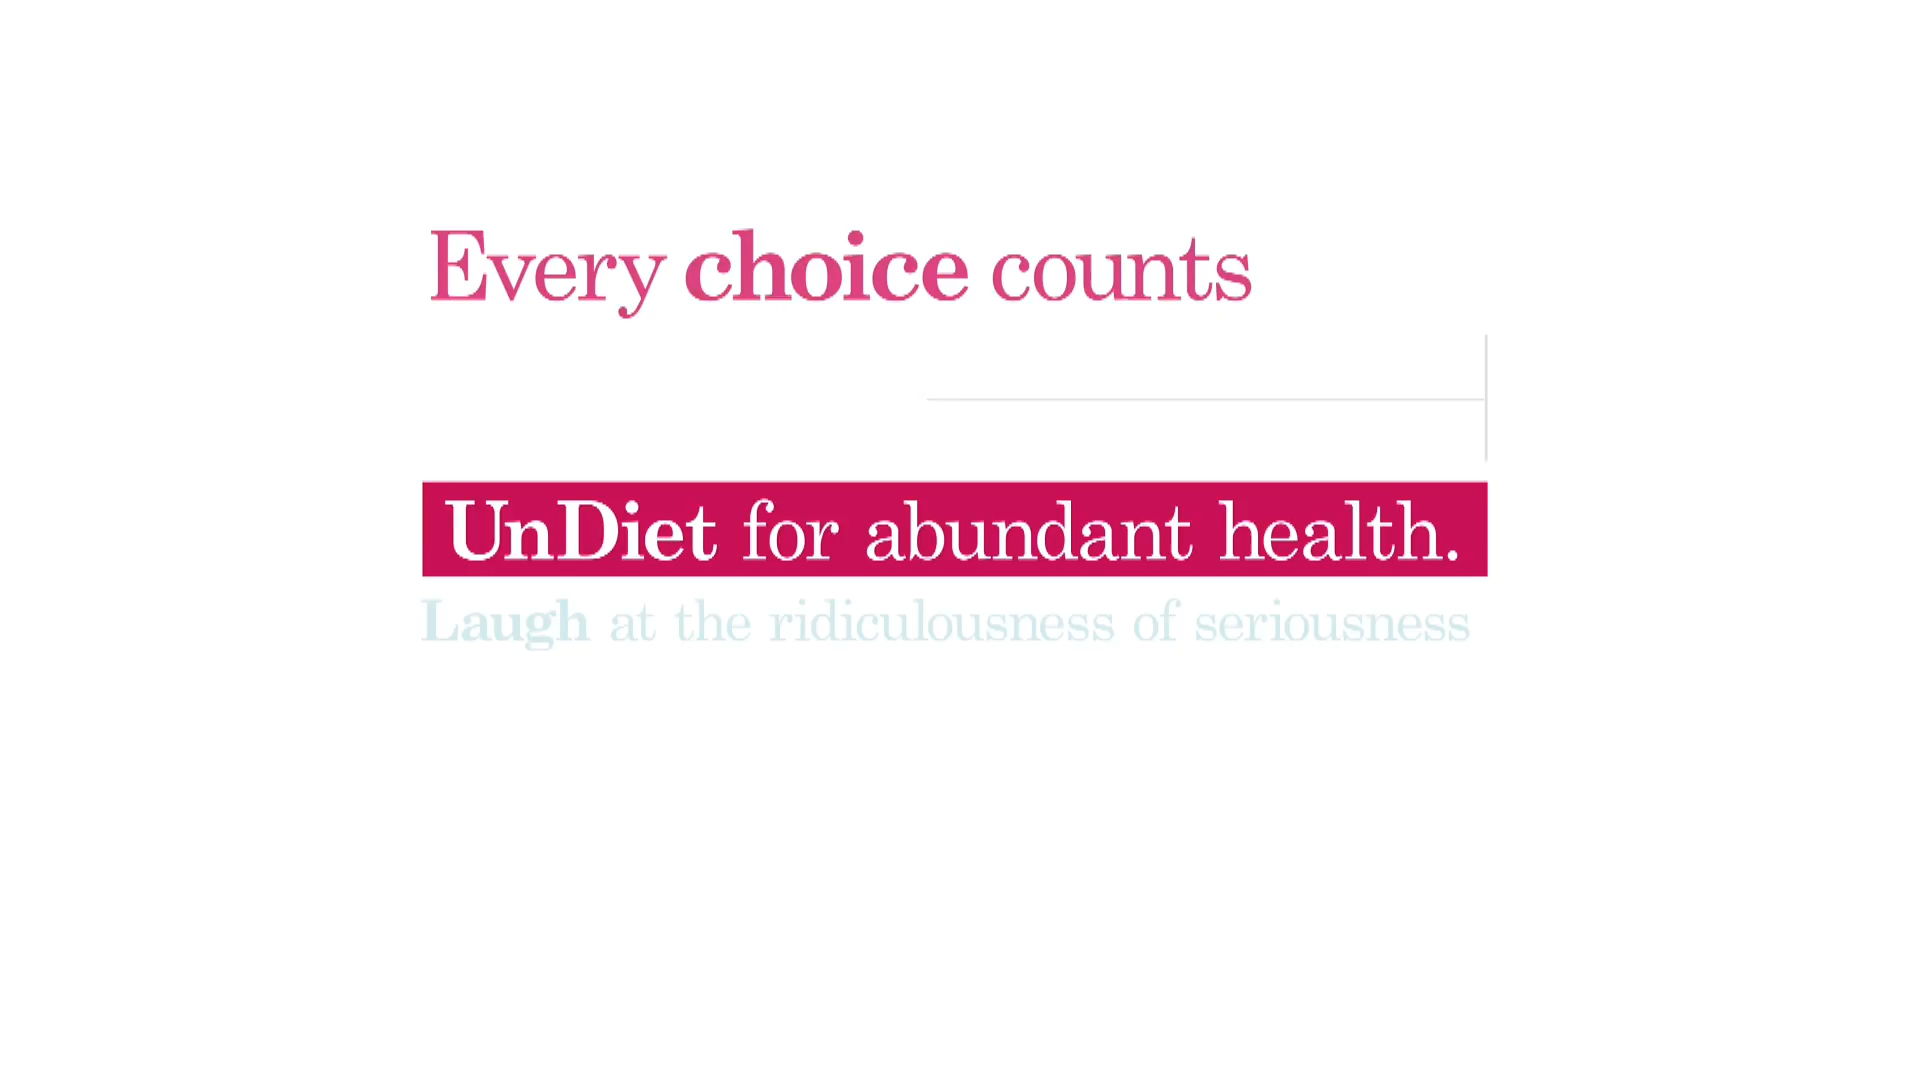 Every choice counts
UnDiet for abundant health.
Laugh at the ridiculousness of seriousness